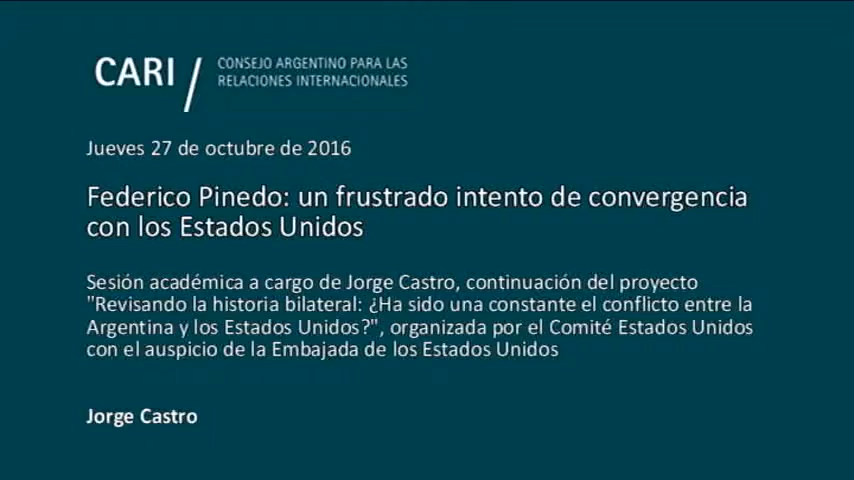 CARI
CONSEJO ARGENTINO PARA LAS
RELACIONES INTERNACIONALES
Jueves 27 de octubre de 2016
Federico Pinedo: un frustrado intento de convergencia
con los Estados Unidos
Sesión académica a cargo de Jorge Castro, continuación del proyecto
"Revisando la historia bilateral: ¿Ha sido una constante el conflicto entre la
Argentina y los Estados Unidos?", organizada por el Comité Estados Unidos
con el auspicio de la Embajada de los Estados Unidos
Jorge Castro